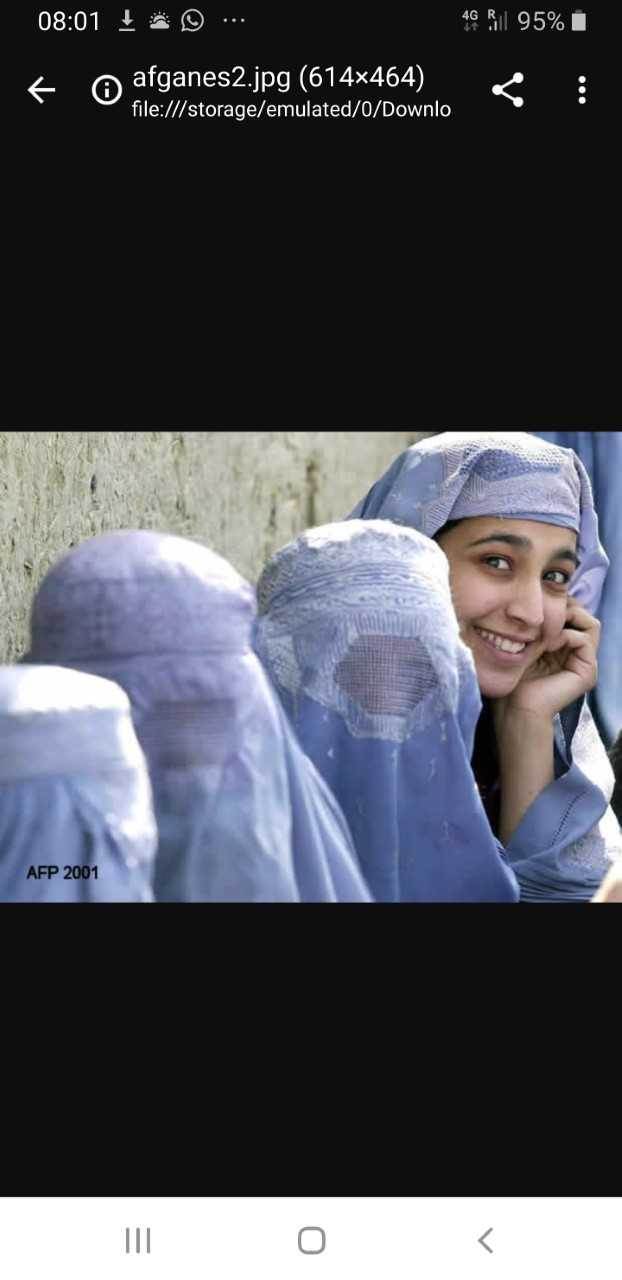 08:01
4G R 95%
afganes2.jpg (614×464)
file:///storage/emulated/0/Downlo
AFP 2001